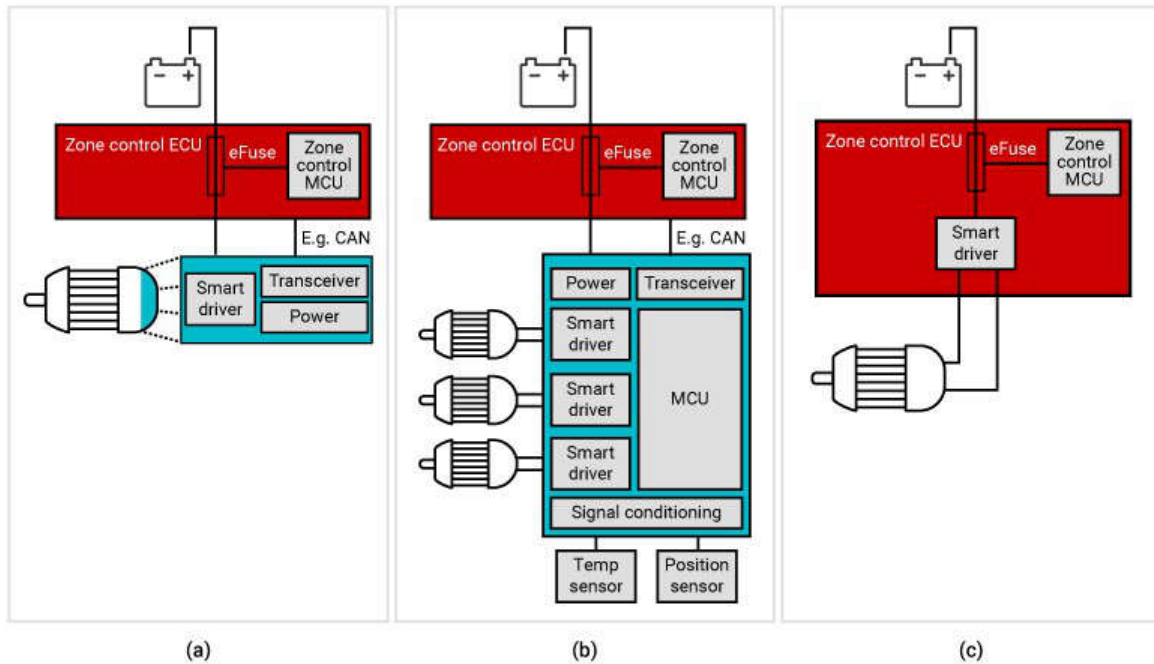 Zone control ECU
eFuse
Zone
control
MCU
E.g. CAN
Smart
driver
Transceiver
Power
(a)
Zone control ECU
eFuse
Zone
control
MCU
E.g. CAN
Power
Transceiver
Smart
driver
Smart
driver
Smart
driver
MCU
Signal conditioning
Temp
sensor
Position
sensor
(b)
Zone control ECU
eFuse
Zone
control
MCU
Smart
driver
(c)